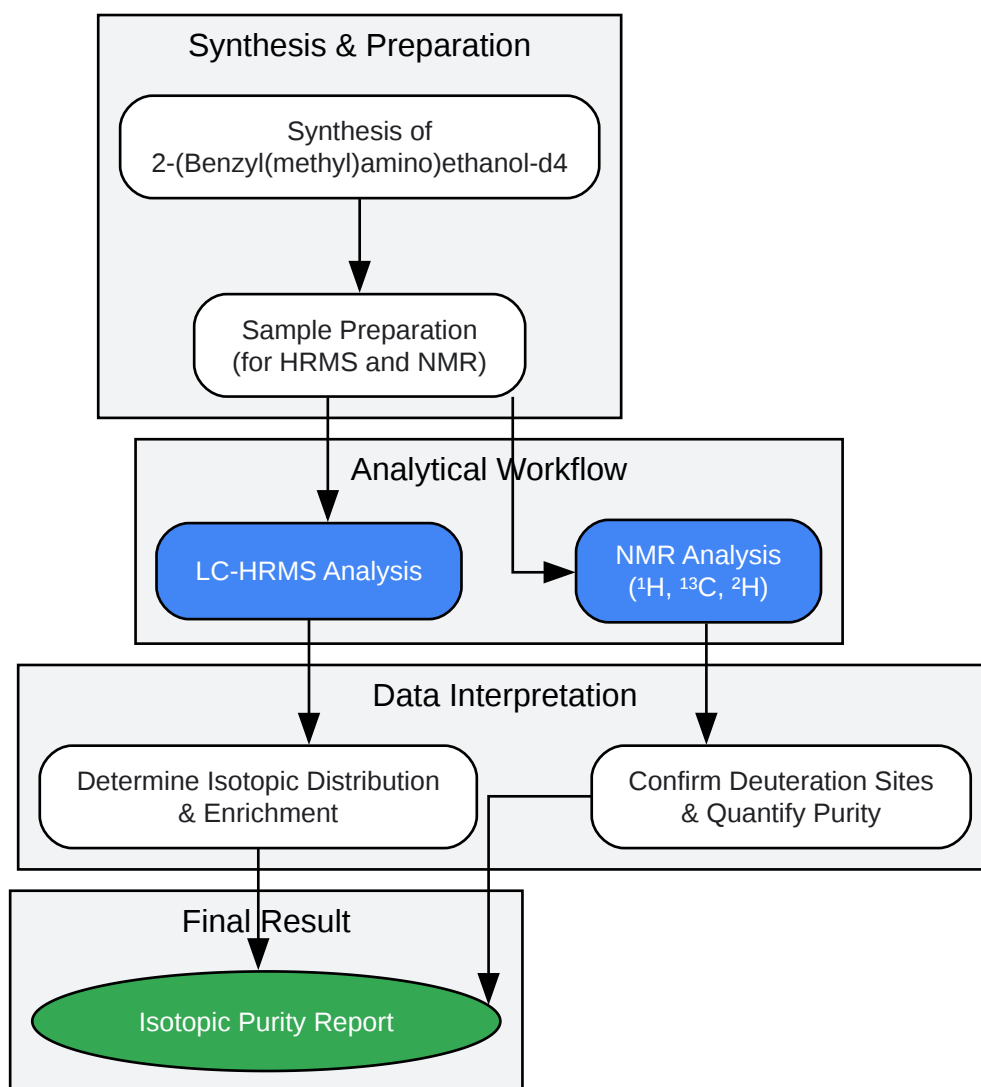 Synthesis & Preparation
Synthesis of
2-(Benzyl(methyl)amino)ethanol-d4
Sample Preparation
(for HRMS and NMR)
Analytical Workflow
LC-HRMS Analysis
NMR Analysis
(¹H, ¹³C, ²H)
Data Interpretation
Determine Isotopic Distribution
& Enrichment
Confirm Deuteration Sites
& Quantify Purity
Final Result
Isotopic Purity Report